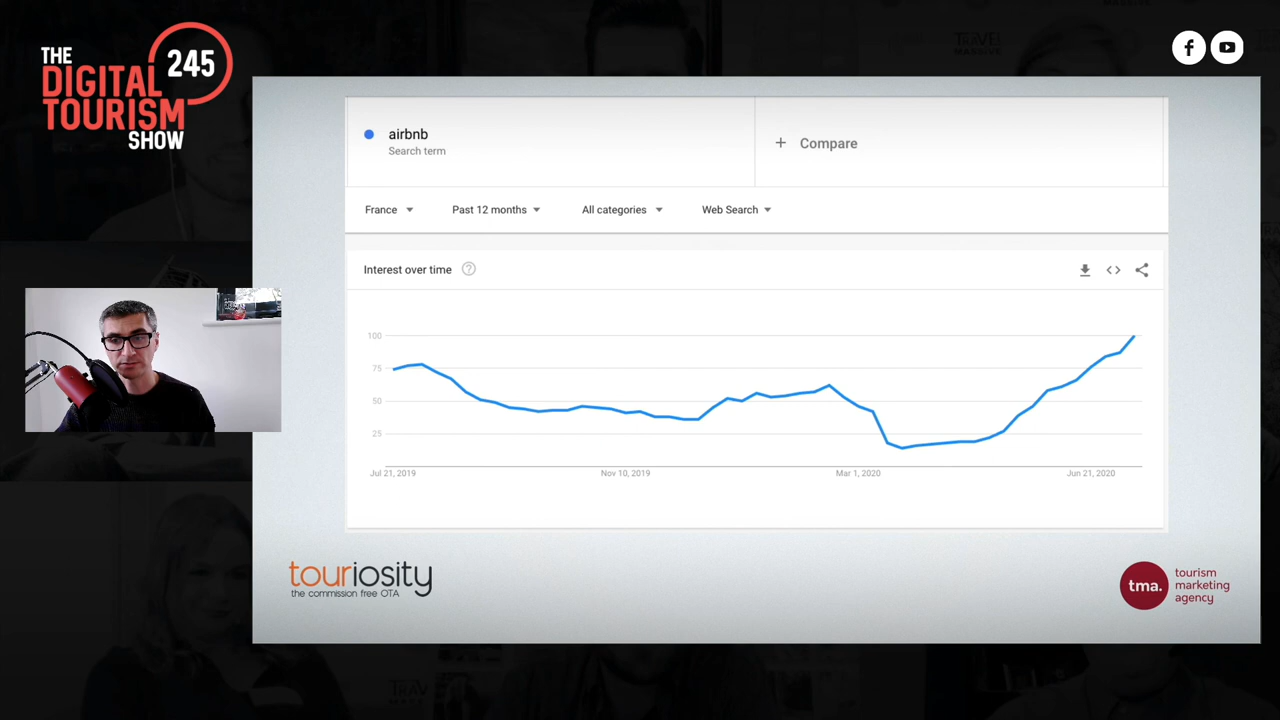 THE
DIGITAL
TOURISM
SHOW
245
airbnb
Search term
+ Compare
France
Past 12 months
All categories
Web Search
Interest over time
?
100
75
50
25
Jul 21, 2019
Nov 10, 2019
Mar 1, 2020
Jun 21, 2020
touriosity
the commission free OTA
tma.
tourism
marketing
agency
TRAVEL
MASSIVE